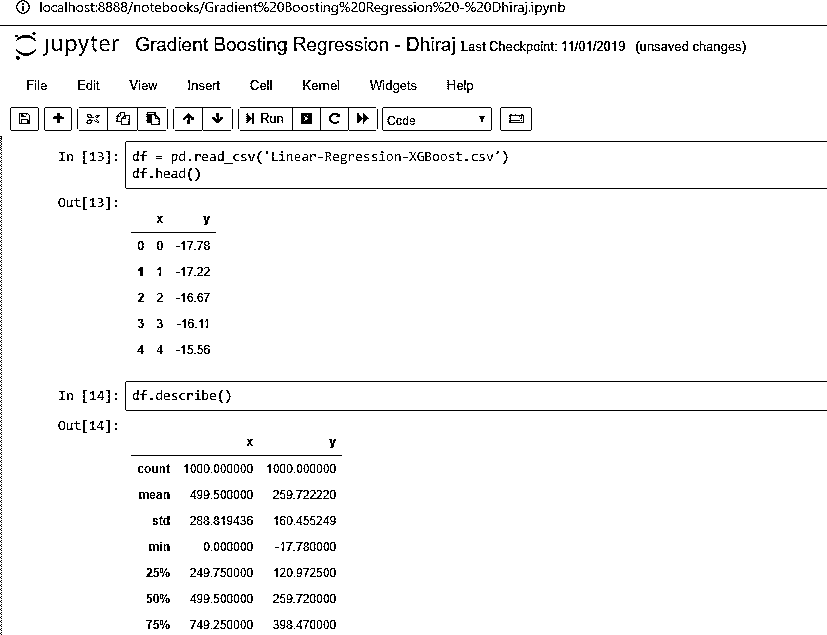 localhost:8888/notebooks/Gradient%20Boosting%20Regression%20-%20Dhiraj.ipynb
jupyter Gradient Boosting Regression - Dhiraj Last Checkpoint: 11/01/2019 (unsaved changes)
File Edit View Insert Cell Kernel Widgets Help
Run Code
In [13]: df = pd.read_csv('Linear-Regression-XGBoost.csv')
df.head()
Out[13]:
x y
0 0 -17.78
1 1 -17.22
2 2 -16.67
3 3 -16.11
4 4 -15.56
In [14]: df.describe()
Out[14]:
x y
count 1000.000000 1000.000000
mean 499.500000 259.722220
std 288.819436 160.455249
min 0.000000 -17.780000
25% 249.750000 120.972500
50% 499.500000 259.720000
75% 749.250000 398.470000